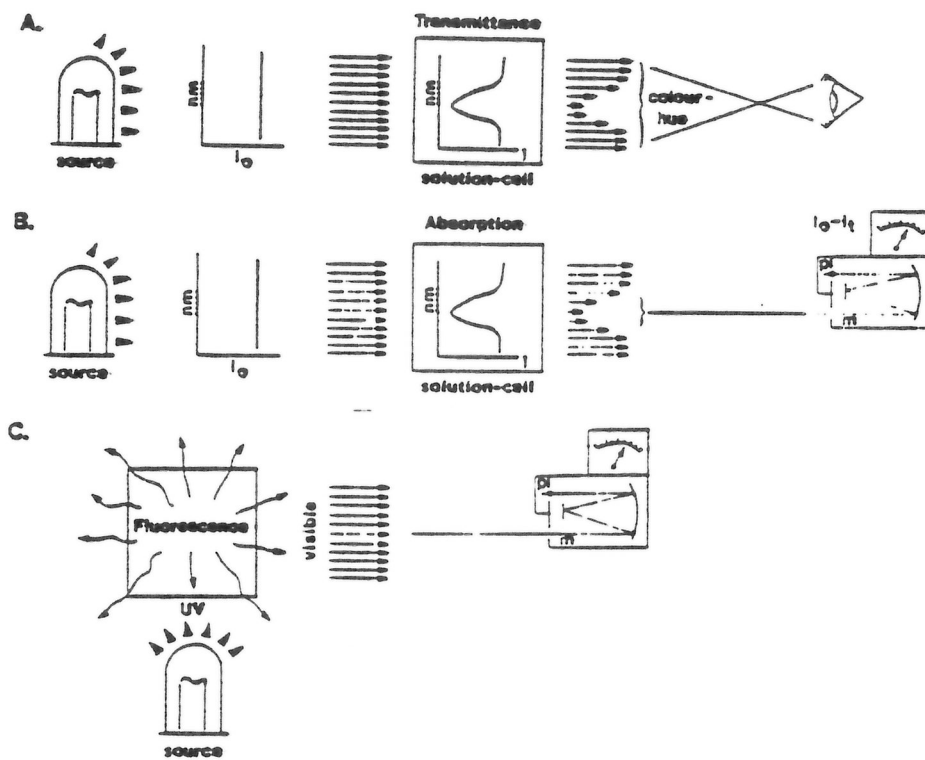 A.
Transmittance
nm
nm
colour-
hue
source
I₀
T
solution-cell
B.
Absorption
I₀-Iₜ
nm
nm
pi
m
source
I₀
T
solution-cell
C.
Fluorescence
visible
pi
m
UV
source